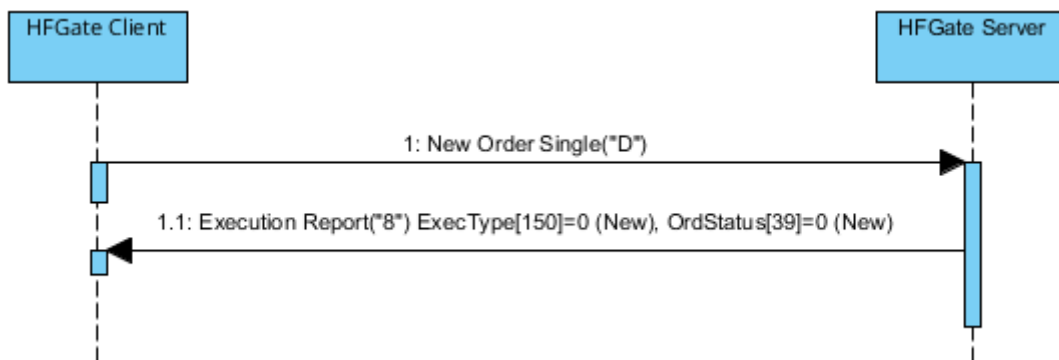 HFGate Client
HFGate Server
1: New Order Single("D")
1.1: Execution Report("8") ExecType[150]=0 (New), OrdStatus[39]=0 (New)